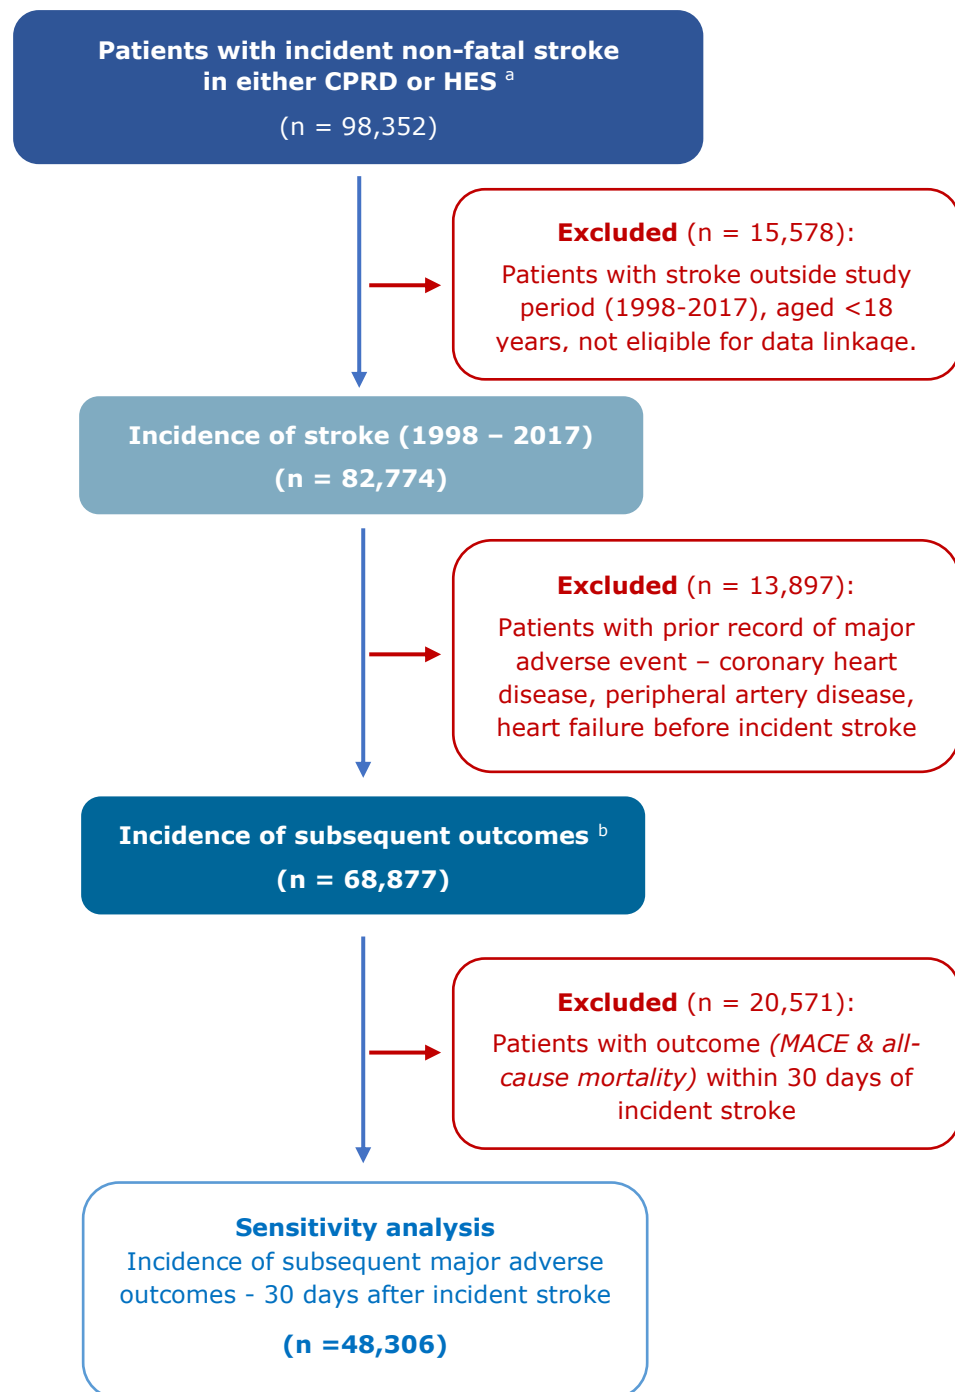 Patients with incident non-fatal stroke
in either CPRD or HES a
(n = 98,352)
Excluded (n = 15,578):
Patients with stroke outside study
period (1998-2017), aged <18
years, not eligible for data linkage.
Incidence of stroke (1998 – 2017)
(n = 82,774)
Excluded (n = 13,897):
Patients with prior record of major
adverse event – coronary heart
disease, peripheral artery disease,
heart failure before incident stroke
Incidence of subsequent outcomes b
(n = 68,877)
Excluded (n = 20,571):
Patients with outcome (MACE & all-
cause mortality) within 30 days of
incident stroke
Sensitivity analysis
Incidence of subsequent major adverse
outcomes - 30 days after incident stroke
(n =48,306)